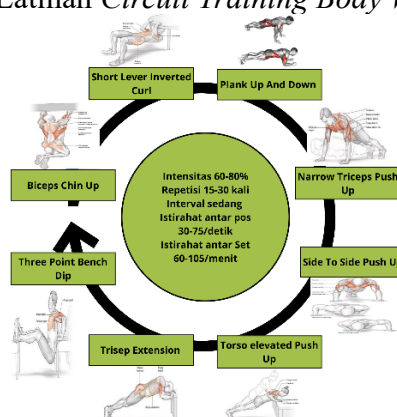 Latihan Circuit Training Body
Short Lever Inverted
Curl
Plank Up And Down
Narrow Triceps Push
Up
Side To Side Push U
Torso elevated Push
Up
Trisep Extension
Three Point Bench
Dip
Biceps Chin Up
Intensitas 60-80%
Repetisi 15-30 kali
Interval sedang
Istirahat antar pos
30-75/detik
Istirahat antar Set
60-105/menit